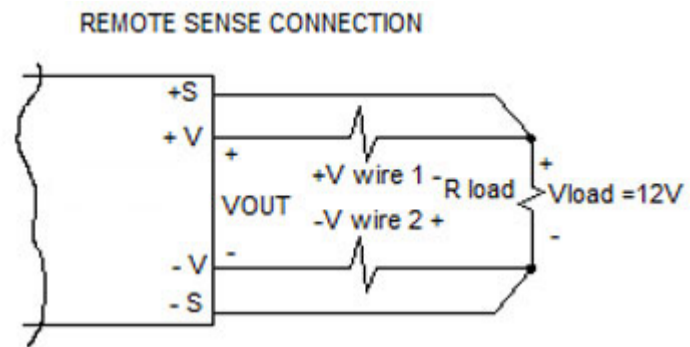 REMOTE SENSE CONNECTION
+S
+ V
+
+V wire 1 -
VOUT
-V wire 2 +
R load
+
Vload =12V
-
-
- V
- S